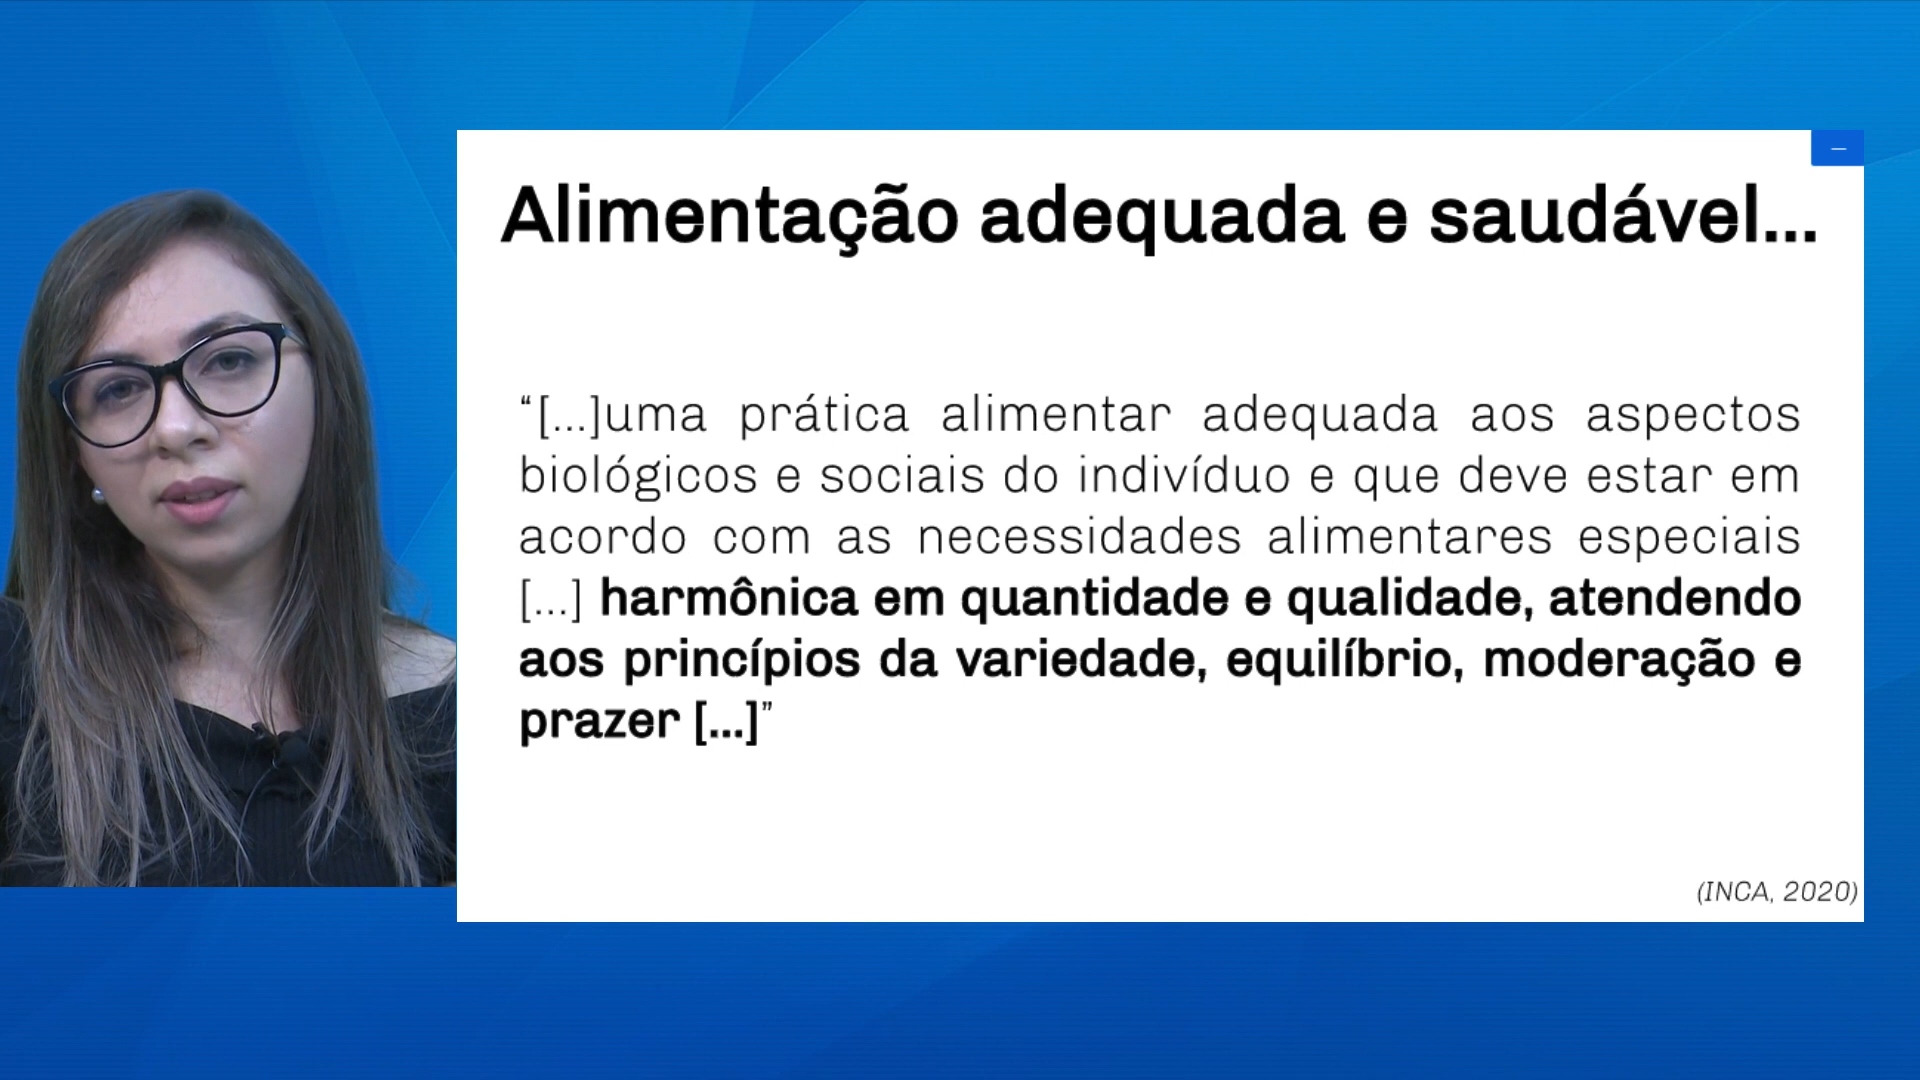 Alimentação adequada e saudável...
“[...]uma prática alimentar adequada aos aspectos
biológicos e sociais do indivíduo e que deve estar em
acordo com as necessidades alimentares especiais
[...] harmônica em quantidade e qualidade, atendendo
aos princípios da variedade, equilíbrio, moderação e
prazer [...]”
(INCA, 2020)